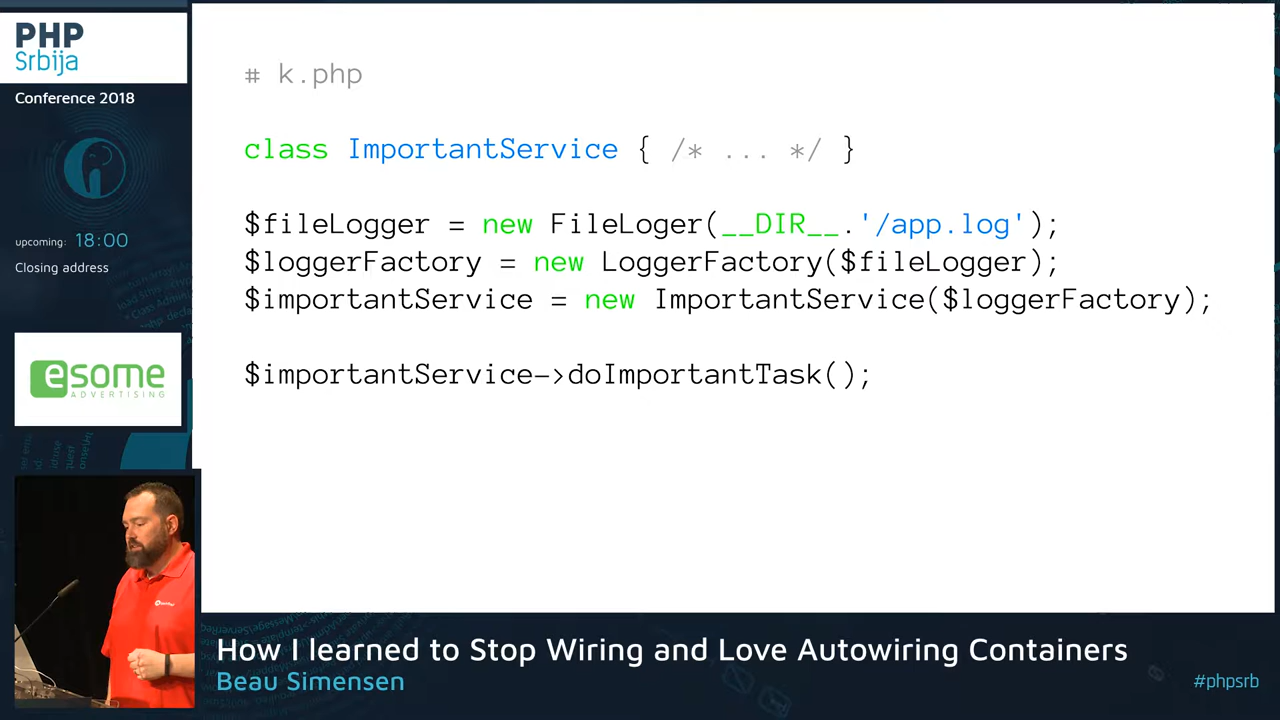 PHP
Srbija
Conference 2018
upcoming: 18:00
Closing address
esome
ADVERTISING
# k.php
class ImportantService { /* ... */ }
$fileLogger = new FileLoger(__DIR__.'/app.log');
$loggerFactory = new LoggerFactory($fileLogger);
$importantService = new ImportantService($loggerFactory);
$importantService->doImportantTask();
How I learned to Stop Wiring and Love Autowiring Containers
Beau Simensen
#phpsrb